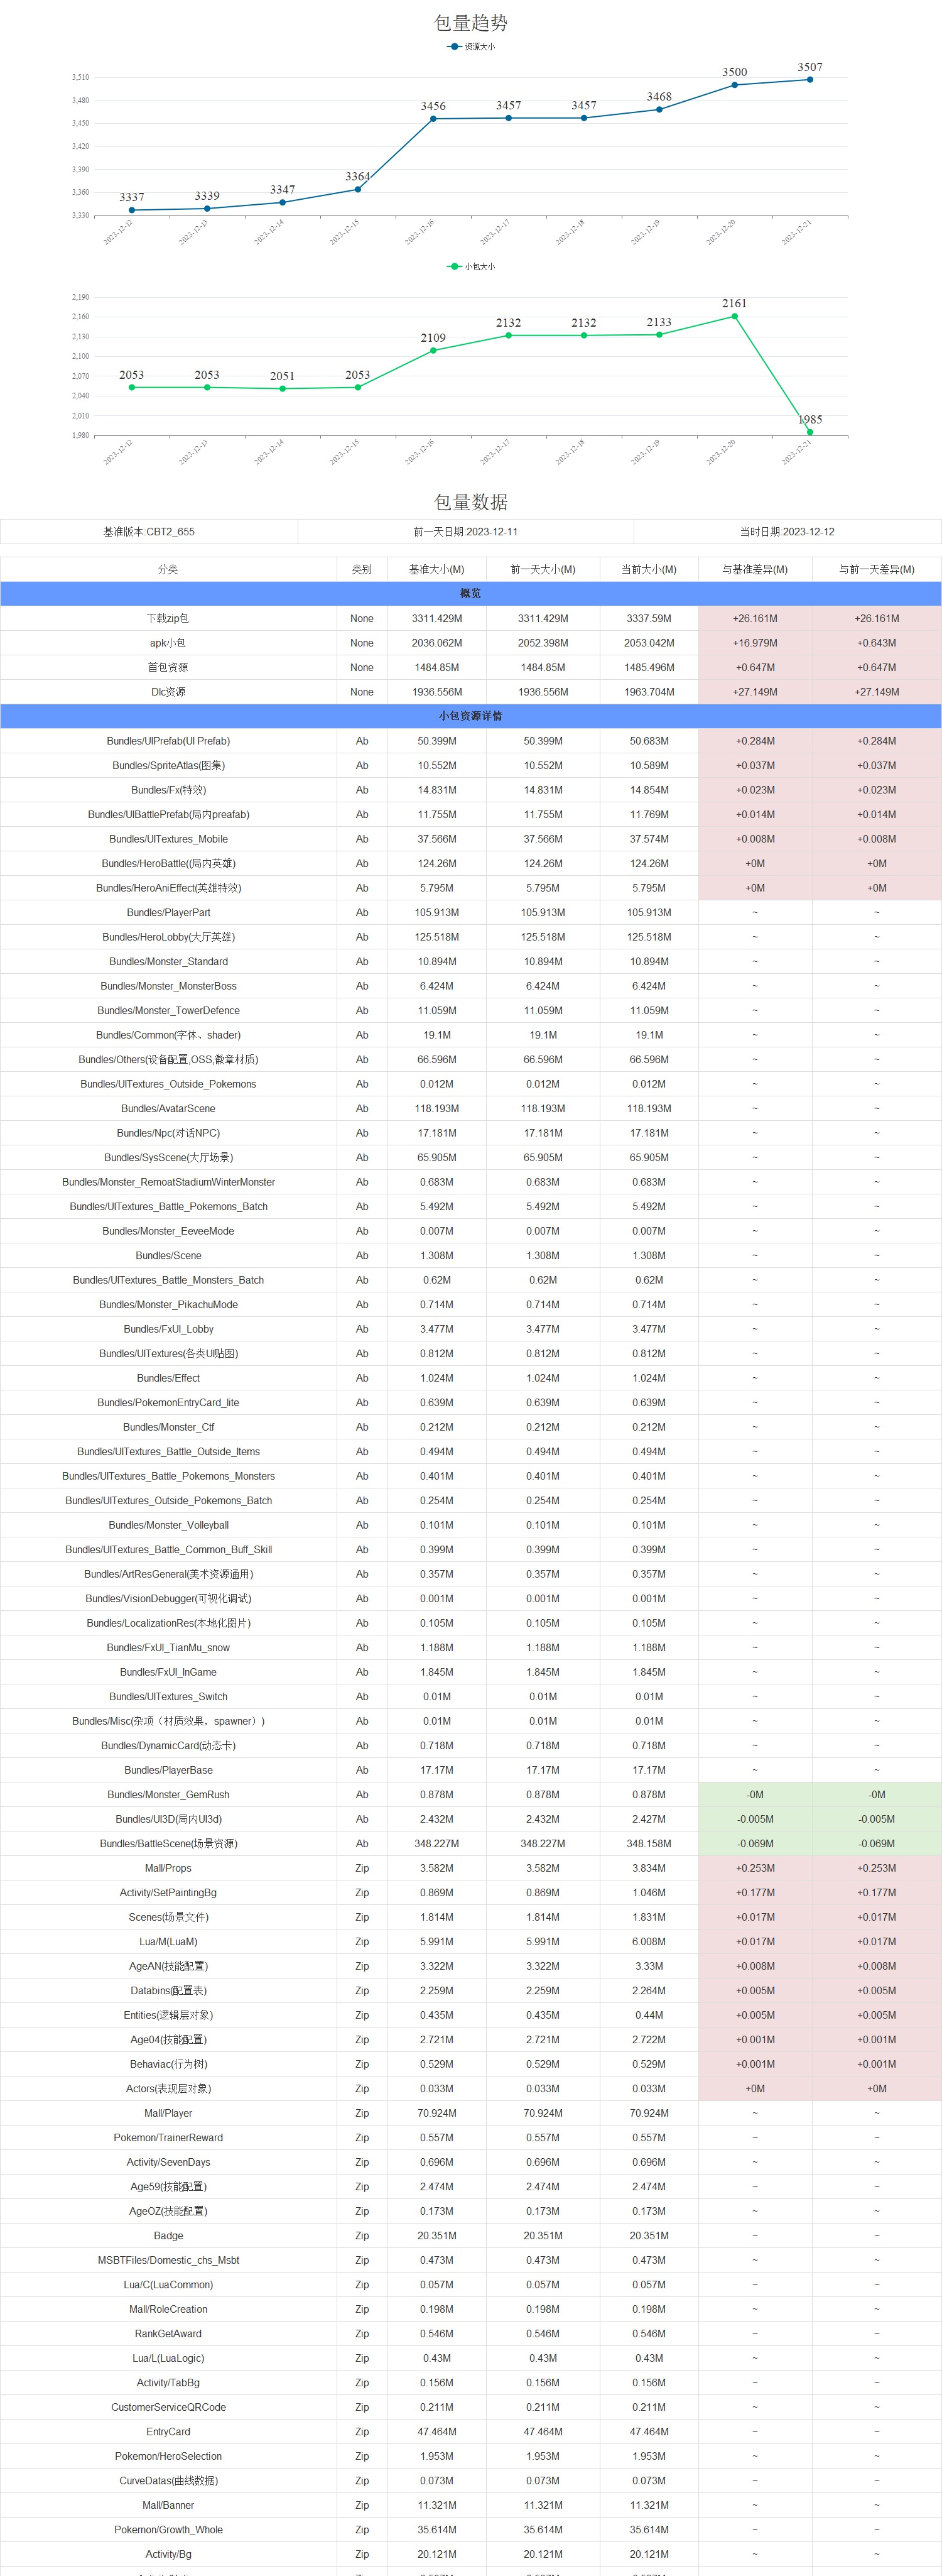 包量趋势
资源大小
3,510
3,480
3,450
3,420
3,390
3,360
3,330
3337 3339 3347 3364 3456 3457 3457 3468 3500 3507
2023-12-12 2023-12-13 2023-12-14 2023-12-15 2023-12-16 2023-12-17 2023-12-18 2023-12-19 2023-12-20 2023-12-21
小包大小
2,190
2,160
2,130
2,100
2,070
2,040
2,010
1,980
2053 2053 2051 2053 2109 2132 2132 2133 2161 1985
2023-12-12 2023-12-13 2023-12-14 2023-12-15 2023-12-16 2023-12-17 2023-12-18 2023-12-19 2023-12-20 2023-12-21
包量数据
基准版本:CBT2_655 前一天日期:2023-12-11 当时日期:2023-12-12
分类 类别 基准大小(M) 前一天大小(M) 当前大小(M) 与基准差异(M) 与前一天差异(M)
概览
下载zip包 None 3311.429M 3311.429M 3337.59M +26.161M +26.161M
apk小包 None 2036.062M 2052.398M 2053.042M +16.979M +0.643M
首包资源 None 1484.85M 1484.85M 1485.496M +0.647M +0.647M
Dlc资源 None 1936.556M 1936.556M 1963.704M +27.149M +27.149M
小包资源详情
Bundles/UIPrefab(UI Prefab) Ab 50.399M 50.399M 50.683M +0.284M +0.284M
Bundles/SpriteAtlas(图集) Ab 10.552M 10.552M 10.589M +0.037M +0.037M
Bundles/Fx(特效) Ab 14.831M 14.831M 14.854M +0.023M +0.023M
Bundles/UIBattlePrefab(局内preafab) Ab 11.755M 11.755M 11.769M +0.014M +0.014M
Bundles/UITextures_Mobile Ab 37.566M 37.566M 37.574M +0.008M +0.008M
Bundles/HeroBattle((局内英雄) Ab 124.26M 124.26M 124.26M +0M +0M
Bundles/HeroAniEffect(英雄特效) Ab 5.795M 5.795M 5.795M +0M +0M
Bundles/PlayerPart Ab 105.913M 105.913M 105.913M ~ ~
Bundles/HeroLobby(大厅英雄) Ab 125.518M 125.518M 125.518M ~ ~
Bundles/Monster_Standard Ab 10.894M 10.894M 10.894M ~ ~
Bundles/Monster_MonsterBoss Ab 6.424M 6.424M 6.424M ~ ~
Bundles/Monster_TowerDefence Ab 11.059M 11.059M 11.059M ~ ~
Bundles/Common(字体、shader) Ab 19.1M 19.1M 19.1M ~ ~
Bundles/Others(设备配置,OSS,徽章材质) Ab 66.596M 66.596M 66.596M ~ ~
Bundles/UITextures_Outside_Pokemons Ab 0.012M 0.012M 0.012M ~ ~
Bundles/AvatarScene Ab 118.193M 118.193M 118.193M ~ ~
Bundles/Npc(对话NPC) Ab 17.181M 17.181M 17.181M ~ ~
Bundles/SysScene(大厅场景) Ab 65.905M 65.905M 65.905M ~ ~
Bundles/Monster_RemoatStadiumWinterMonster Ab 0.683M 0.683M 0.683M ~ ~
Bundles/UITextures_Battle_Pokemons_Batch Ab 5.492M 5.492M 5.492M ~ ~
Bundles/Monster_EeveeMode Ab 0.007M 0.007M 0.007M ~ ~
Bundles/Scene Ab 1.308M 1.308M 1.308M ~ ~
Bundles/UITextures_Battle_Monsters_Batch Ab 0.62M 0.62M 0.62M ~ ~
Bundles/Monster_PikachuMode Ab 0.714M 0.714M 0.714M ~ ~
Bundles/FxUI_Lobby Ab 3.477M 3.477M 3.477M ~ ~
Bundles/UITextures(各类UI贴图) Ab 0.812M 0.812M 0.812M ~ ~
Bundles/Effect Ab 1.024M 1.024M 1.024M ~ ~
Bundles/PokemonEntryCard_lite Ab 0.639M 0.639M 0.639M ~ ~
Bundles/Monster_Ctf Ab 0.212M 0.212M 0.212M ~ ~
Bundles/UITextures_Battle_Outside_Items Ab 0.494M 0.494M 0.494M ~ ~
Bundles/UITextures_Battle_Pokemons_Monsters Ab 0.401M 0.401M 0.401M ~ ~
Bundles/UITextures_Outside_Pokemons_Batch Ab 0.254M 0.254M 0.254M ~ ~
Bundles/Monster_Volleyball Ab 0.101M 0.101M 0.101M ~ ~
Bundles/UITextures_Battle_Common_Buff_Skill Ab 0.399M 0.399M 0.399M ~ ~
Bundles/ArtResGeneral(美术资源通用) Ab 0.357M 0.357M 0.357M ~ ~
Bundles/VisionDebugger(可视化调试) Ab 0.001M 0.001M 0.001M ~ ~
Bundles/LocalizationRes(本地化图片) Ab 0.105M 0.105M 0.105M ~ ~
Bundles/FxUI_TianMu_snow Ab 1.188M 1.188M 1.188M ~ ~
Bundles/FxUI_InGame Ab 1.845M 1.845M 1.845M ~ ~
Bundles/UITextures_Switch Ab 0.01M 0.01M 0.01M ~ ~
Bundles/Misc(杂项（材质效果，spawner）) Ab 0.01M 0.01M 0.01M ~ ~
Bundles/DynamicCard(动态卡) Ab 0.718M 0.718M 0.718M ~ ~
Bundles/PlayerBase Ab 17.17M 17.17M 17.17M ~ ~
Bundles/Monster_GemRush Ab 0.878M 0.878M 0.878M -0M -0M
Bundles/UI3D(局内UI3d) Ab 2.432M 2.432M 2.427M -0.005M -0.005M
Bundles/BattleScene(场景资源) Ab 348.227M 348.227M 348.158M -0.069M -0.069M
Mall/Props Zip 3.582M 3.582M 3.834M +0.253M +0.253M
Activity/SetPaintingBg Zip 0.869M 0.869M 1.046M +0.177M +0.177M
Scenes(场景文件) Zip 1.814M 1.814M 1.831M +0.017M +0.017M
Lua/M(LuaM) Zip 5.991M 5.991M 6.008M +0.017M +0.017M
AgeAN(技能配置) Zip 3.322M 3.322M 3.33M +0.008M +0.008M
Databins(配置表) Zip 2.259M 2.259M 2.264M +0.005M +0.005M
Entities(逻辑层对象) Zip 0.435M 0.435M 0.44M +0.005M +0.005M
Age04(技能配置) Zip 2.721M 2.721M 2.722M +0.001M +0.001M
Behaviac(行为树) Zip 0.529M 0.529M 0.529M +0.001M +0.001M
Actors(表现层对象) Zip 0.033M 0.033M 0.033M +0M +0M
Mall/Player Zip 70.924M 70.924M 70.924M ~ ~
Pokemon/TrainerReward Zip 0.557M 0.557M 0.557M ~ ~
Activity/SevenDays Zip 0.696M 0.696M 0.696M ~ ~
Age59(技能配置) Zip 2.474M 2.474M 2.474M ~ ~
AgeOZ(技能配置) Zip 0.173M 0.173M 0.173M ~ ~
Badge Zip 20.351M 20.351M 20.351M ~ ~
MSBTFiles/Domestic_chs_Msbt Zip 0.473M 0.473M 0.473M ~ ~
Lua/C(LuaCommon) Zip 0.057M 0.057M 0.057M ~ ~
Mall/RoleCreation Zip 0.198M 0.198M 0.198M ~ ~
RankGetAward Zip 0.546M 0.546M 0.546M ~ ~
Lua/L(LuaLogic) Zip 0.43M 0.43M 0.43M ~ ~
Activity/TabBg Zip 0.156M 0.156M 0.156M ~ ~
CustomerServiceQRCode Zip 0.211M 0.211M 0.211M ~ ~
EntryCard Zip 47.464M 47.464M 47.464M ~ ~
Pokemon/HeroSelection Zip 1.953M 1.953M 1.953M ~ ~
CurveDatas(曲线数据) Zip 0.073M 0.073M 0.073M ~ ~
Mall/Banner Zip 11.321M 11.321M 11.321M ~ ~
Pokemon/Growth_Whole Zip 35.614M 35.614M 35.614M ~ ~
Activity/Bg Zip 20.121M 20.121M 20.121M ~ ~